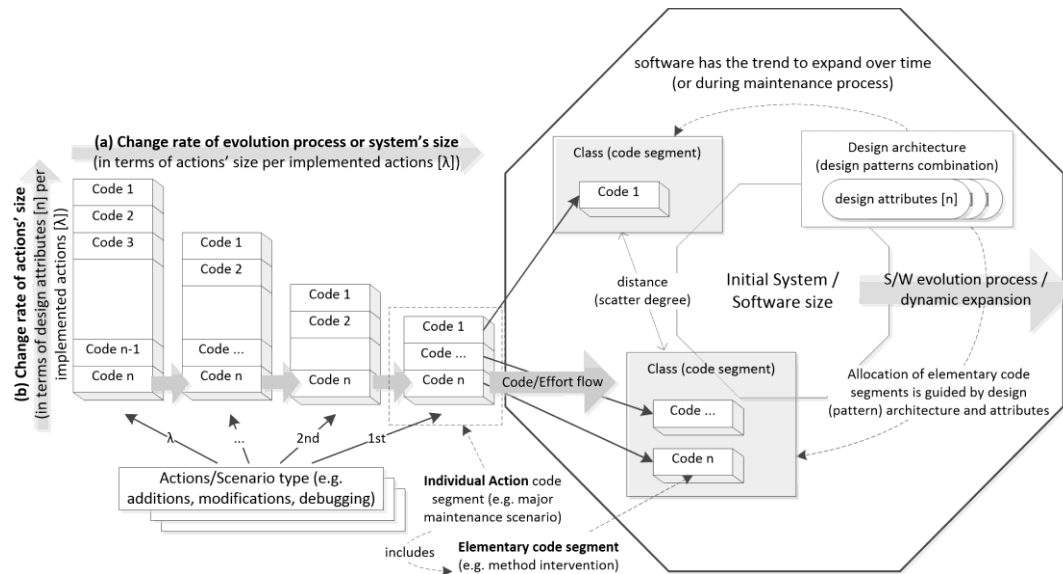 software has the trend to expand over time
(or during maintenance process)
(a) Change rate of evolution process or system's size
(in terms of actions' size per implemented actions [λ])
(b) Change rate of actions' size
(in terms of design attributes [n] per
implemented actions [λ])
Code 1
Code 2
Code 3
Code n-1
Code n
Code 1
Code 2
Code ...
Code n
Code 1
Code 2
Code n
Code 1
Code ...
Code n
Code/Effort flow
λ
...
2nd
1st
Actions/Scenario type (e.g.
additions, modifications, debugging)
Individual Action code
segment (e.g. major
maintenance scenario)
includes
Elementary code segment
(e.g. method intervention)
Class (code segment)
Code 1
distance
(scatter degree)
Class (code segment)
Code ...
Code n
Design architecture
(design patterns combination)
design attributes [n]
]
]
Initial System /
Software size
S/W evolution process /
dynamic expansion
Allocation of elementary code
segments is guided by design
(pattern) architecture and attributes